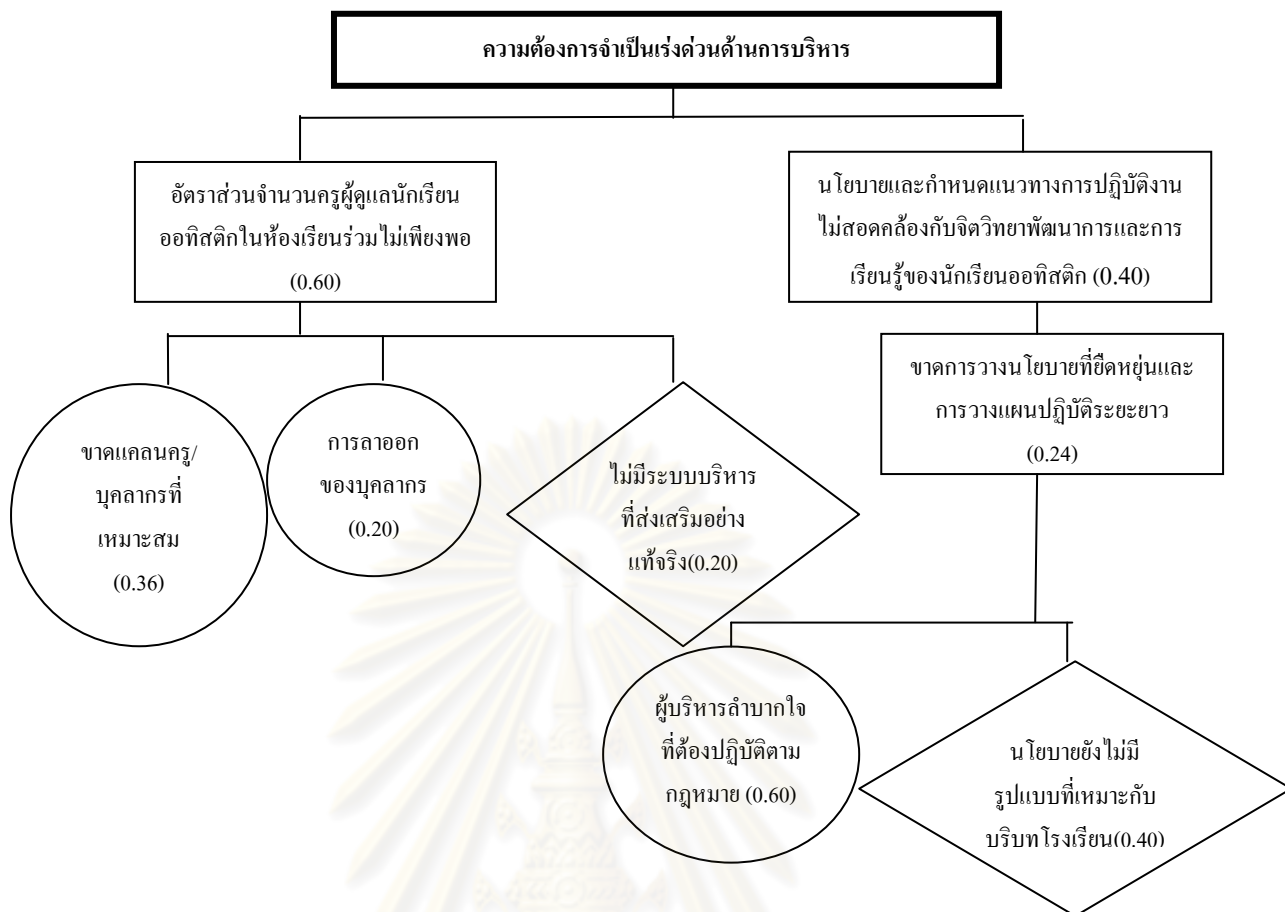 ความต้องการจำเป็นเร่งด่วนด้านการบริหาร
อัตราส่วนจำนวนครูผู้ดูแลนักเรียน
ออทิสติกในห้องเรียนร่วมไม่เพียงพอ
(0.60)
นโยบายและกำหนดแนวทางการปฏิบัติงาน
ไม่สอดคล้องกับจิตวิทยาพัฒนาการและการ
เรียนรู้ของนักเรียนออทิสติก (0.40)
ขาดแคลนครู/
บุคลากรที่
เหมาะสม
(0.36)
การลาออก
ของบุคลากร
(0.20)
ไม่มีระบบบริหาร
ที่ส่งเสริมอย่าง
แท้จริง(0.20)
ขาดการวางนโยบายที่ยืดหยุ่นและ
การวางแผนปฏิบัติระยะยาว
(0.24)
ผู้บริหารลำบากใจ
ที่ต้องปฏิบัติตาม
กฎหมาย (0.60)
นโยบายยังไม่มี
รูปแบบที่เหมาะกับ
บริบทโรงเรียน(0.40)